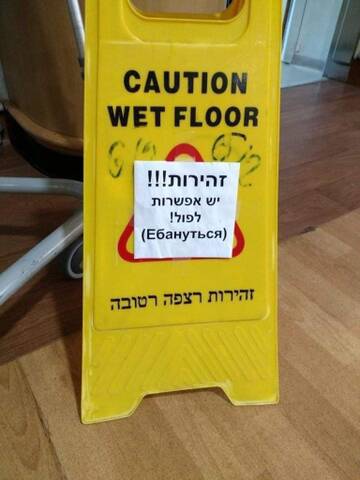 CAUTION
WET FLOOR
זהירות!!!
יש אפשרות
לפול!
(Ебануться)
זהירות רצפה רטובה